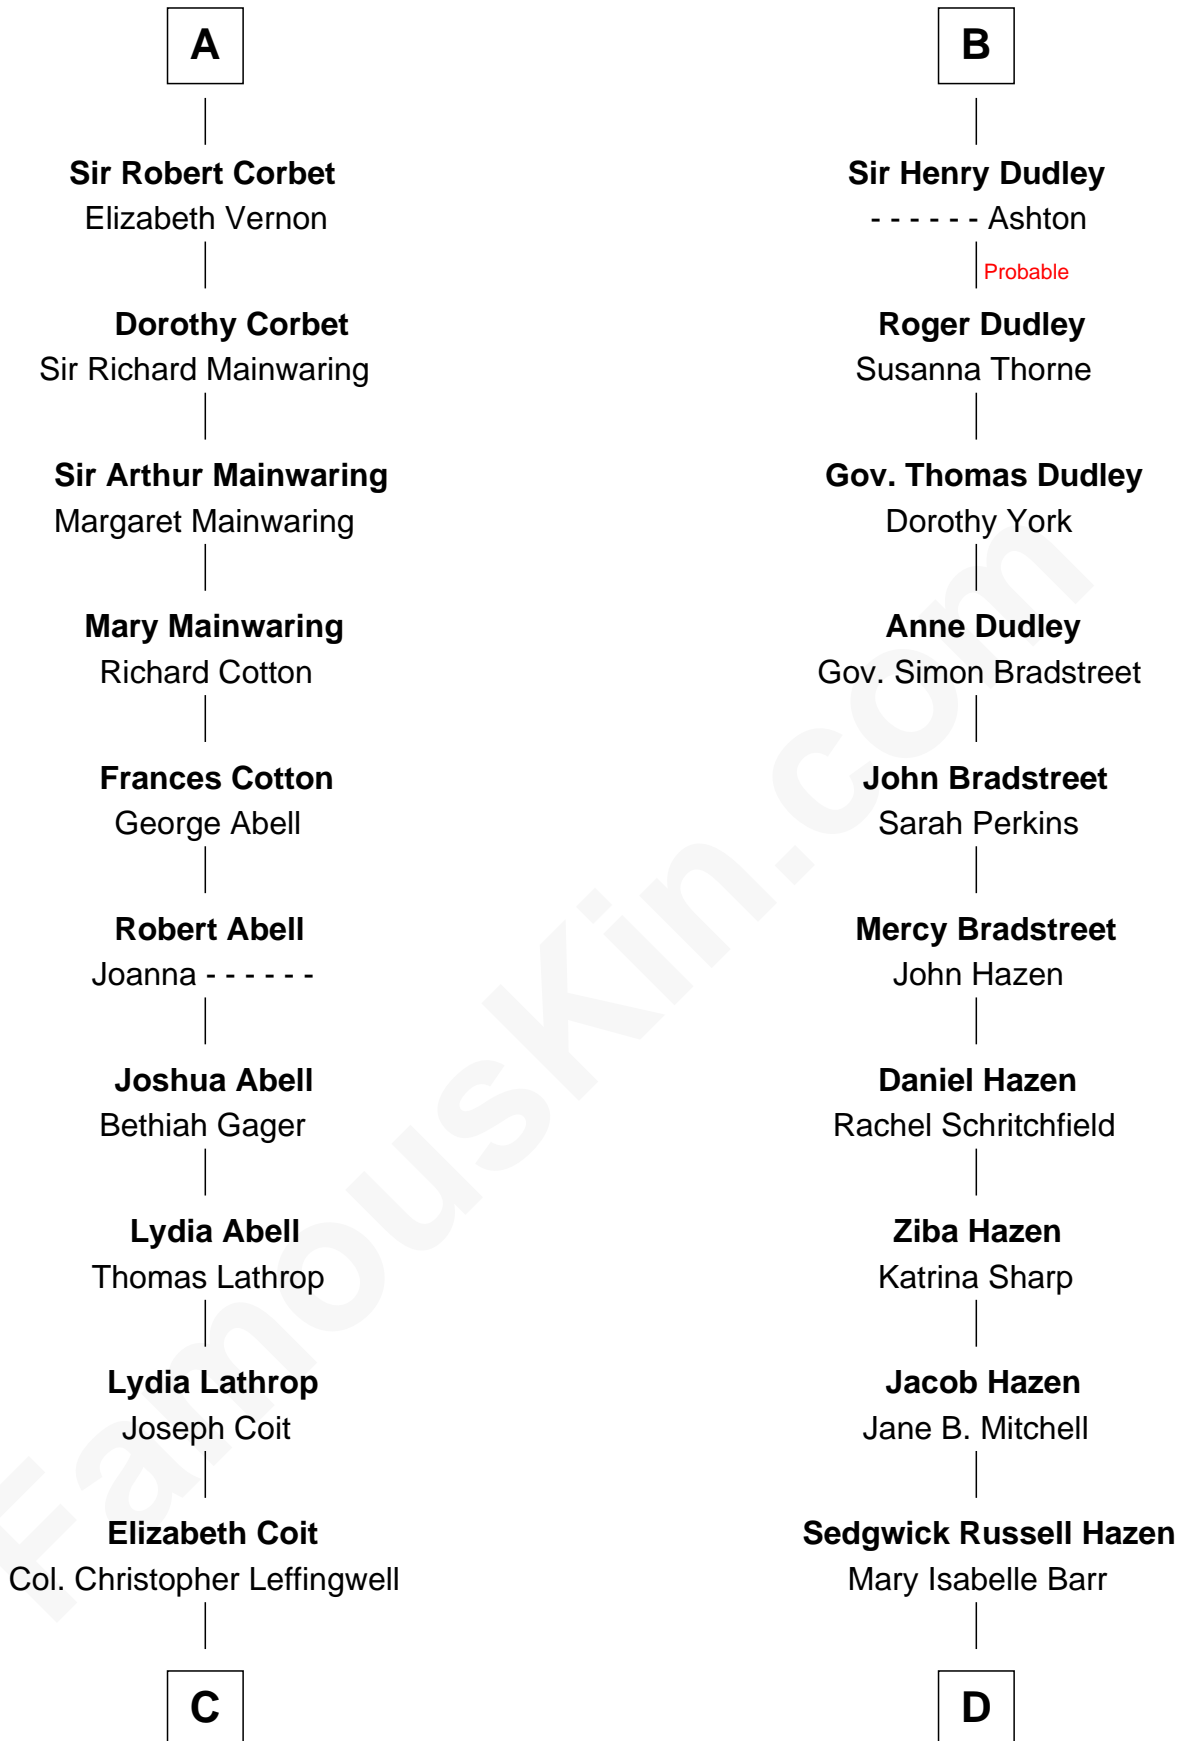 A
Sir Robert Corbet
Elizabeth Vernon
Dorothy Corbet
Sir Richard Mainwaring
Sir Arthur Mainwaring
Margaret Mainwaring
Mary Mainwaring
Richard Cotton
Frances Cotton
George Abell
Robert Abell
Joanna - - - - - -
Joshua Abell
Bethiah Gager
Lydia Abell
Thomas Lathrop
Lydia Lathrop
Joseph Coit
Elizabeth Coit
Col. Christopher Leffingwell
C
B
Sir Henry Dudley
- - - - - - Ashton
Probable
Roger Dudley
Susanna Thorne
Gov. Thomas Dudley
Dorothy York
Anne Dudley
Gov. Simon Bradstreet
John Bradstreet
Sarah Perkins
Mercy Bradstreet
John Hazen
Daniel Hazen
Rachel Schritchfield
Ziba Hazen
Katrina Sharp
Jacob Hazen
Jane B. Mitchell
Sedgwick Russell Hazen
Mary Isabelle Barr
D
FamousKin.com